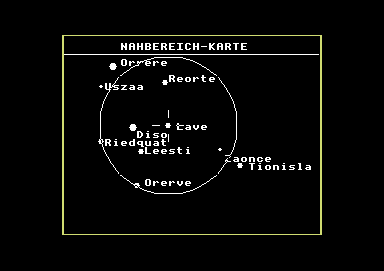 NAHBEREICH-KARTE
Orrere
Reorte
Uszaa
Lave
Diso
Riedquat
Leesti
Zaonce
Tionisla
Orerve